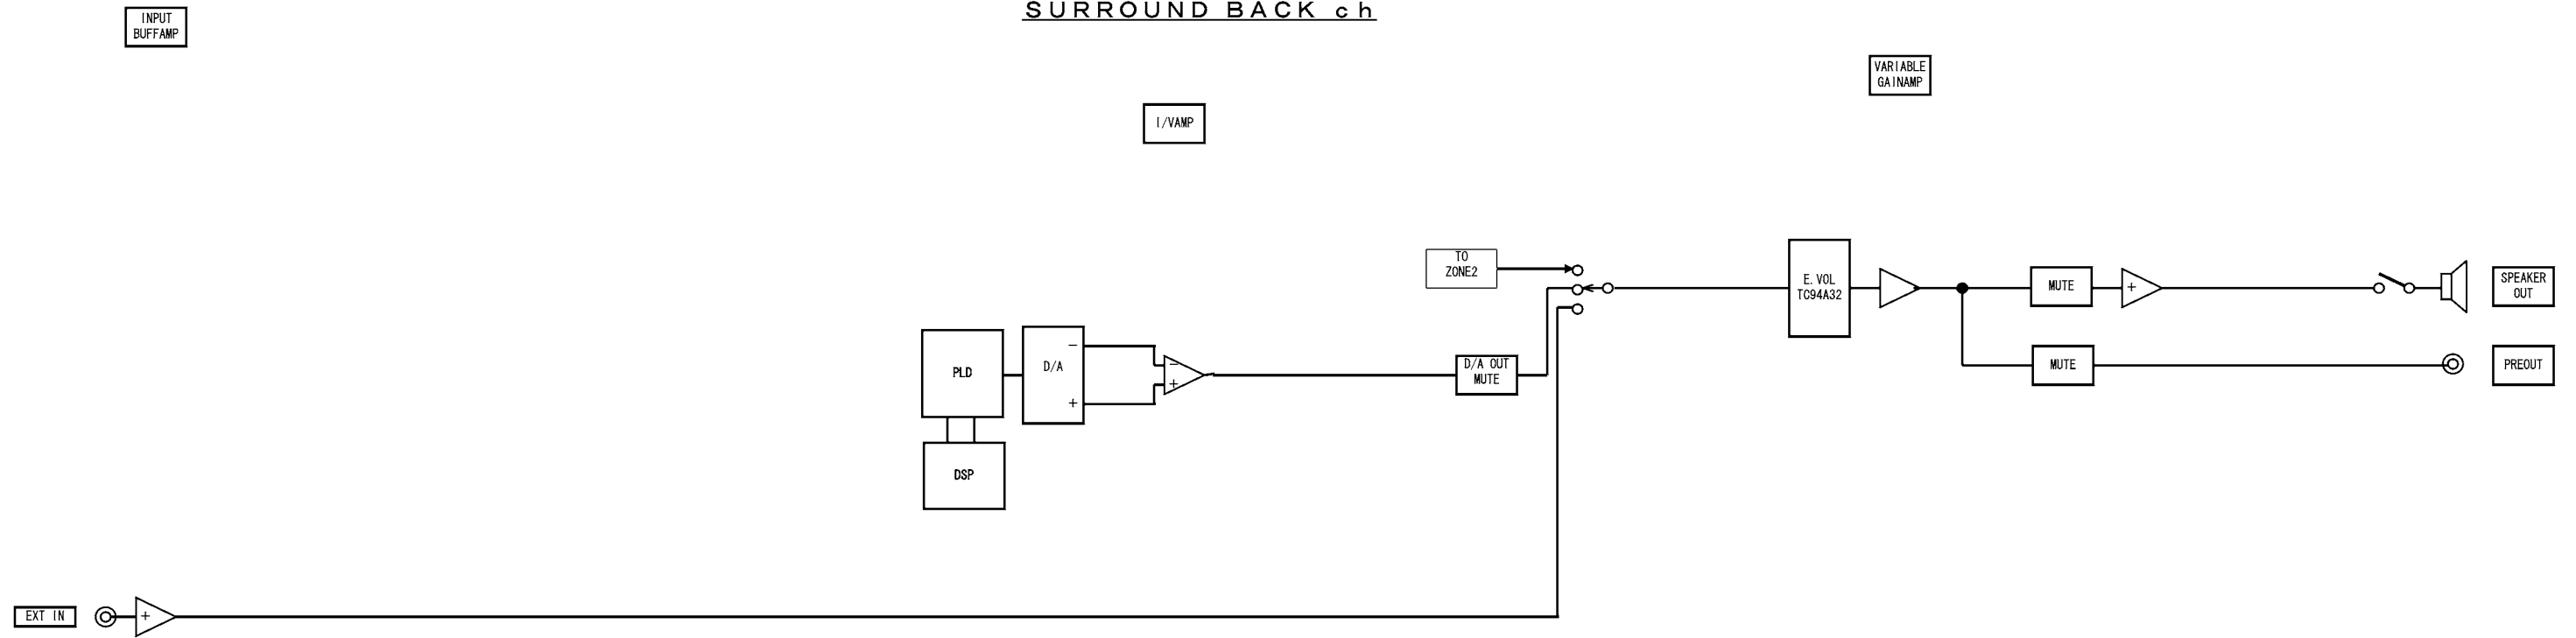 SURROUND BACK ch
INPUT
BUFFAMP
VARIABLE
GAINAMP
I/VAMP
TO
ZONE2
E.VOL
TC94A32
MUTE
+
SPEAKER
OUT
PLD
D/A
−
+
−
+
D/A OUT
MUTE
MUTE
PREOUT
DSP
EXT IN
+